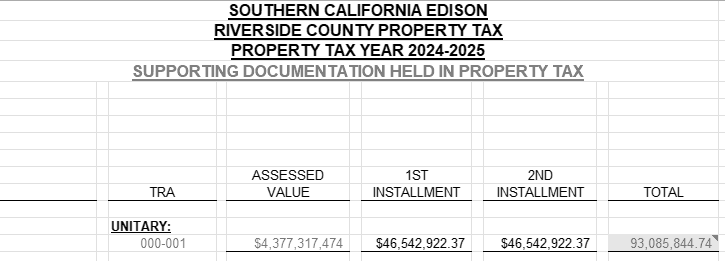 SOUTHERN CALIFORNIA EDISON
RIVERSIDE COUNTY PROPERTY TAX
PROPERTY TAX YEAR 2024-2025
SUPPORTING DOCUMENTATION HELD IN PROPERTY TAX
ASSESSED 1ST 2ND
TRA VALUE INSTALLMENT INSTALLMENT TOTAL
UNITARY:
000-001 $4,377,317,474 $46,542,922.37 $46,542,922.37 93,085,844.74